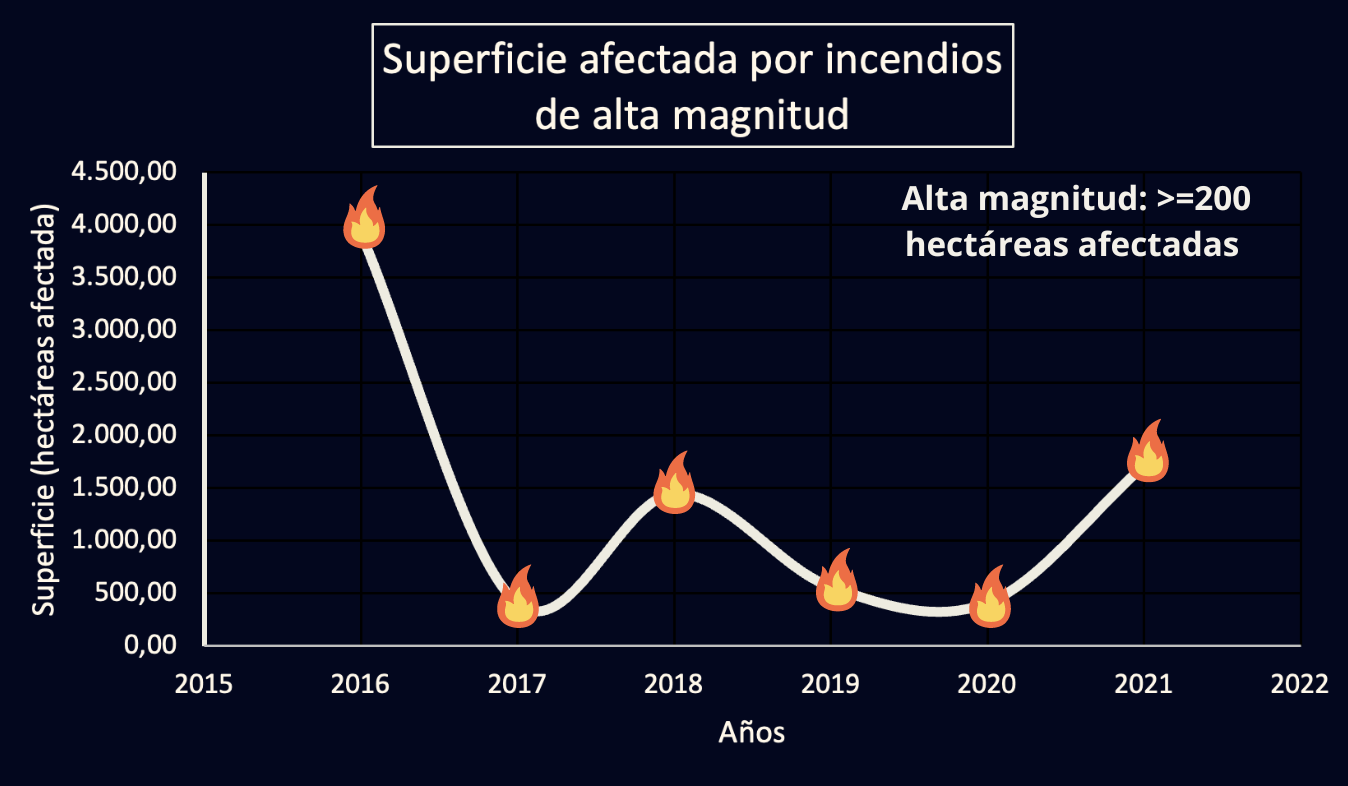 Superficie afectada por incendios
de alta magnitud
Alta magnitud: >=200
hectáreas afectadas
Superficie (hectáreas afectada)
4.500,00
4.000,00
3.500,00
3.000,00
2.500,00
2.000,00
1.500,00
1.000,00
500,00
0,00
2015 2016 2017 2018 2019 2020 2021 2022
Años